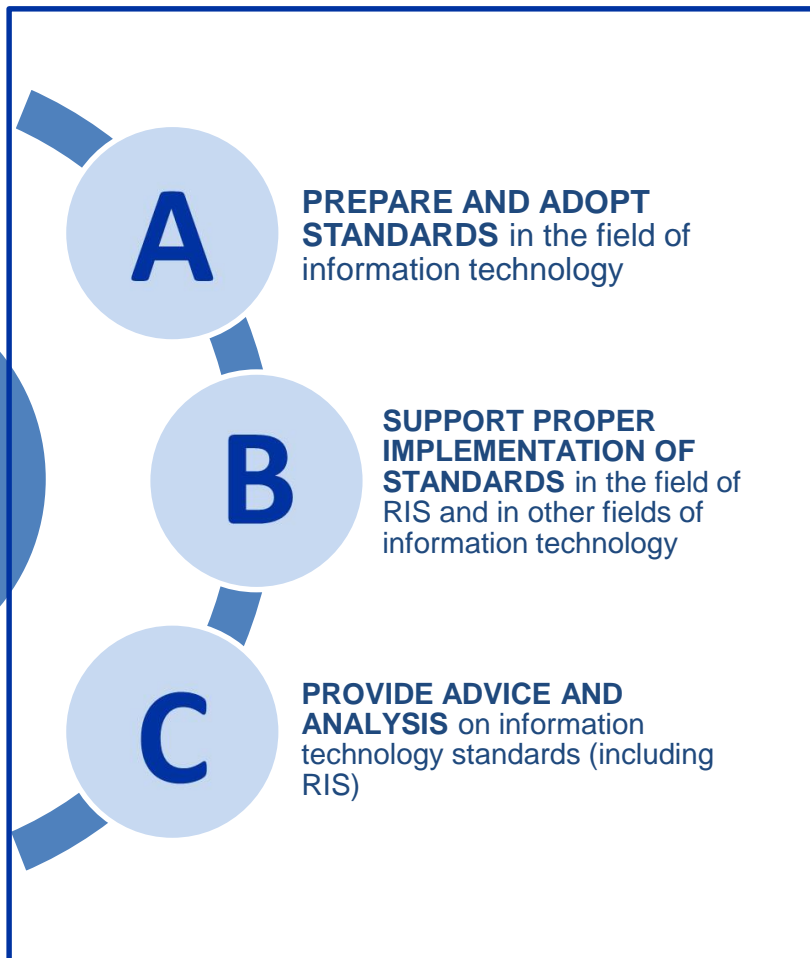 A
PREPARE AND ADOPT
STANDARDS in the field of
information technology
B
SUPPORT PROPER
IMPLEMENTATION OF
STANDARDS in the field of
RIS and in other fields of
information technology
C
PROVIDE ADVICE AND
ANALYSIS on information
technology standards (including
RIS)